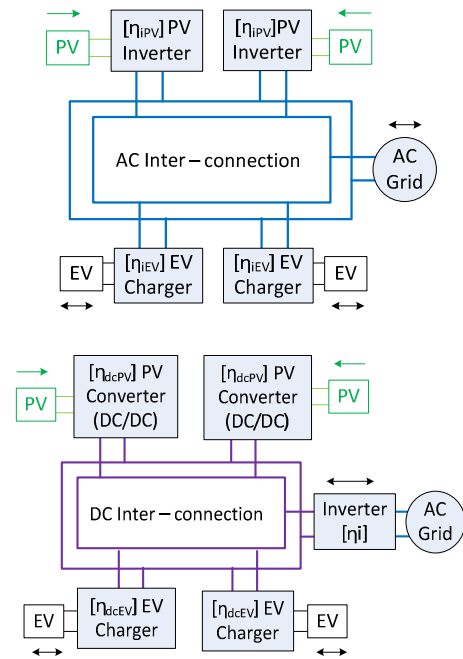 PV
[ηiPV] PV
Inverter
[ηiPV]PV
Inverter
PV
AC Inter – connection
AC
Grid
EV
[ηiEV] EV
Charger
[ηiEV] EV
Charger
EV
PV
[ηdcPV] PV
Converter
(DC/DC)
[ηdcPV] PV
Converter
(DC/DC)
PV
DC Inter – connection
Inverter
[ηi]
AC
Grid
EV
[ηdcEV] EV
Charger
[ηdcEV] EV
Charger
EV